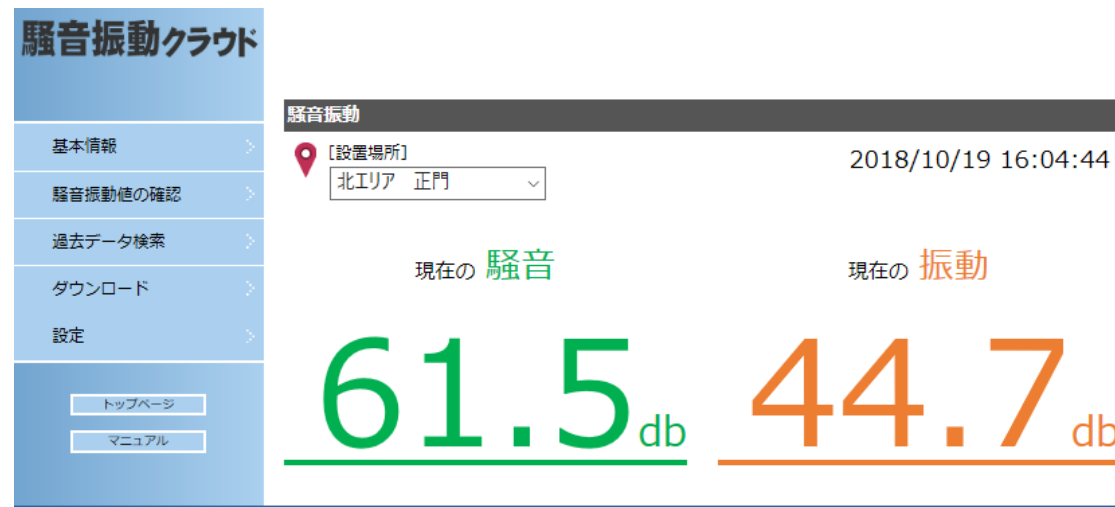 騒音振動クラウド
基本情報
騒音振動値の確認
過去データ検索
ダウンロード
設定
トップページ
マニュアル
騒音振動
[設置場所]
北エリア 正門
2018/10/19 16:04:44
現在の 騒音
61.5db
現在の 振動
44.7db